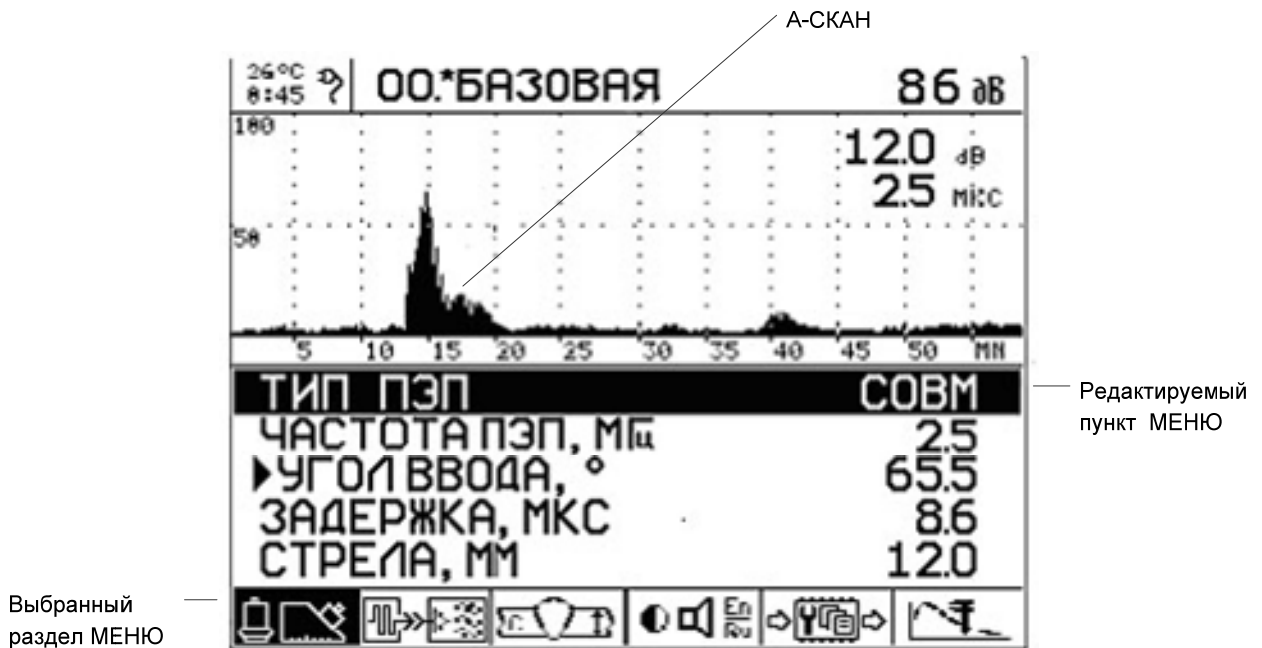 А-СКАН
26°C
8:45
00.*БАЗОВАЯ
86 дВ
100
12.0 dB
2.5 МкС
50
5 10 15 20 25 30 35 40 45 50 MN
ТИП ПЭП СОВМ
ЧАСТОТА ПЭП, МГц 2.5
УГОЛ ВВОДА, ° 65.5
ЗАДЕРЖКА, МКС 8.6
СТРЕЛА, ММ 12.0
Редактируемый
пункт МЕНЮ
Выбранный
раздел МЕНЮ
En
Ru